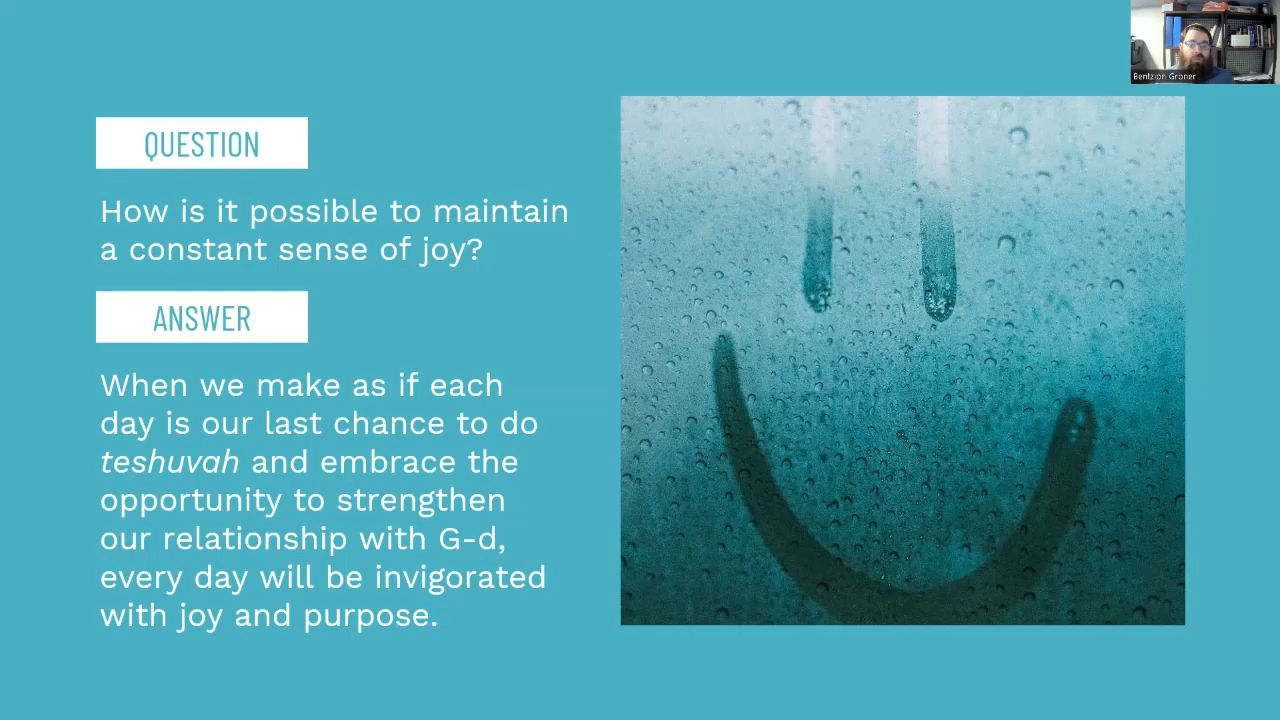 Bentzion Groner
QUESTION
How is it possible to maintain
a constant sense of joy?
ANSWER
When we make as if each
day is our last chance to do
teshuvah and embrace the
opportunity to strengthen
our relationship with G-d,
every day will be invigorated
with joy and purpose.